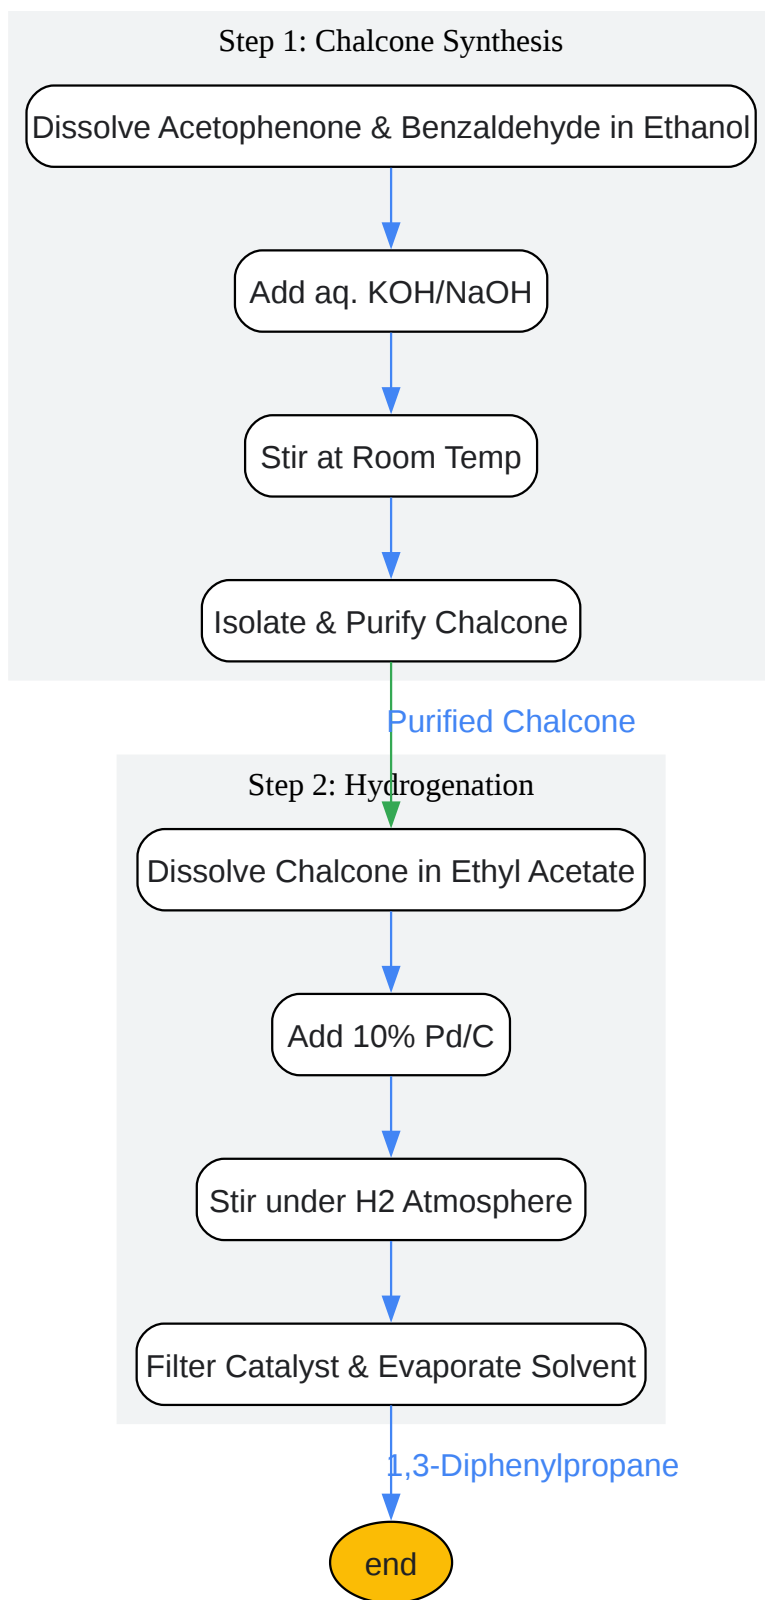 Step 1: Chalcone Synthesis
Dissolve Acetophenone & Benzaldehyde in Ethanol
Add aq. KOH/NaOH
Stir at Room Temp
Isolate & Purify Chalcone
Purified Chalcone
Step 2: Hydrogenation
Dissolve Chalcone in Ethyl Acetate
Add 10% Pd/C
Stir under H2 Atmosphere
Filter Catalyst & Evaporate Solvent
1,3-Diphenylpropane
end